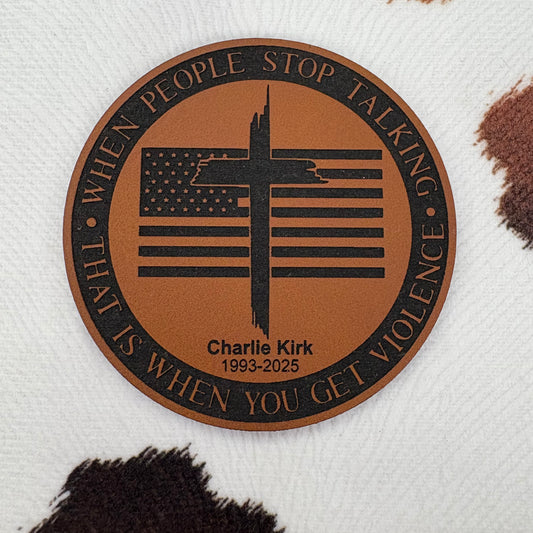 WHEN PEOPLE STOP TALKING
THAT IS WHEN YOU GET VIOLENCE
Charlie Kirk
1993-2025